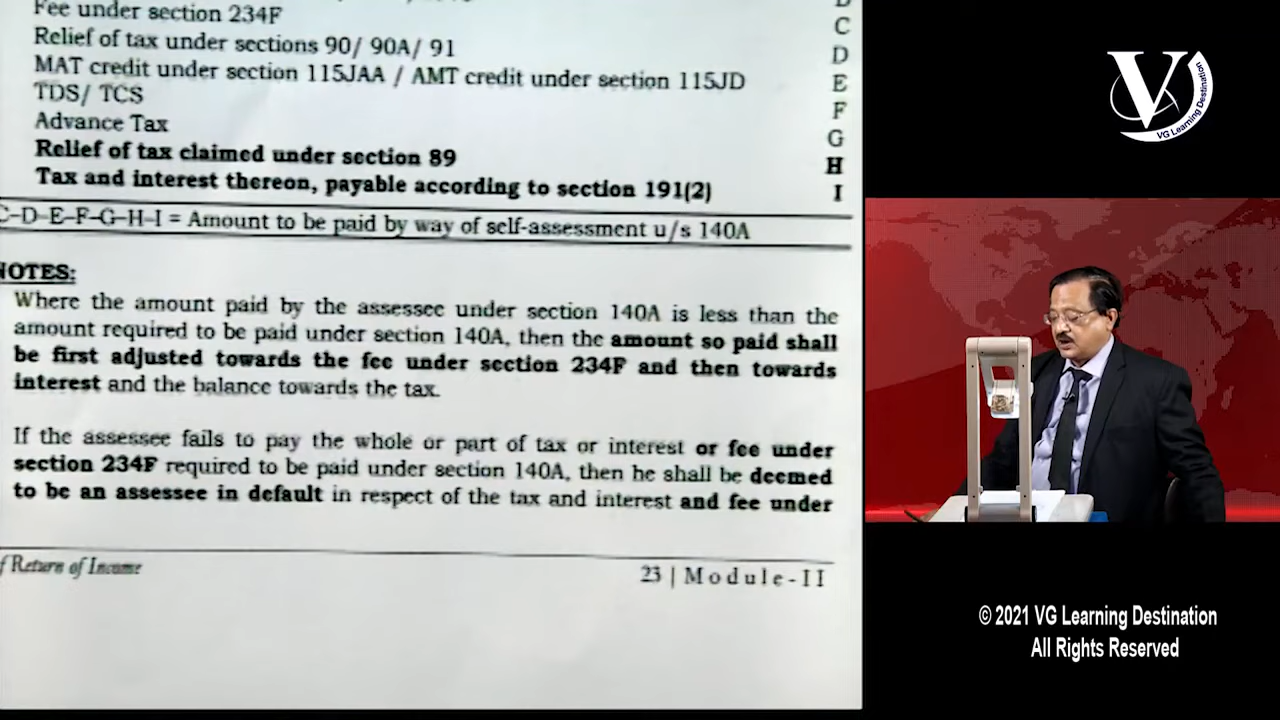 Fee under section 234F
C
Relief of tax under sections 90/ 90A/ 91
D
MAT credit under section 115JAA / AMT credit under section 115JD
E
TDS/ TCS
F
Advance Tax
G
Relief of tax claimed under section 89
H
Tax and interest thereon, payable according to section 191(2)
I
C-D-E-F-G-H-I = Amount to be paid by way of self-assessment u/s 140A
NOTES:
Where the amount paid by the assessee under section 140A is less than the
amount required to be paid under section 140A, then the amount so paid shall
be first adjusted towards the fee under section 234F and then towards
interest and the balance towards the tax.
If the assessee fails to pay the whole or part of tax or interest or fee under
section 234F required to be paid under section 140A, then he shall be deemed
to be an assessee in default in respect of the tax and interest and fee under
f Return of Income
23 | Module-II
V
VG Learning Destination
© 2021 VG Learning Destination
All Rights Reserved